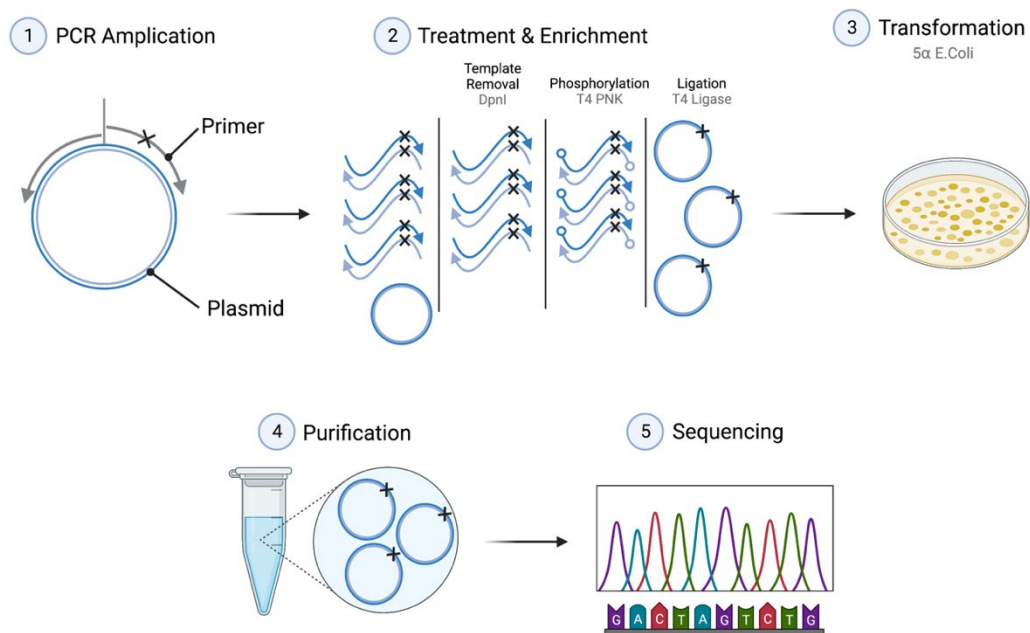 1 PCR Amplication
Primer
Plasmid
2 Treatment & Enrichment
Template
Removal
DpnI
Phosphorylation
T4 PNK
Ligation
T4 Ligase
3 Transformation
5α E.Coli
4 Purification
5 Sequencing
G A C T A G T C T G